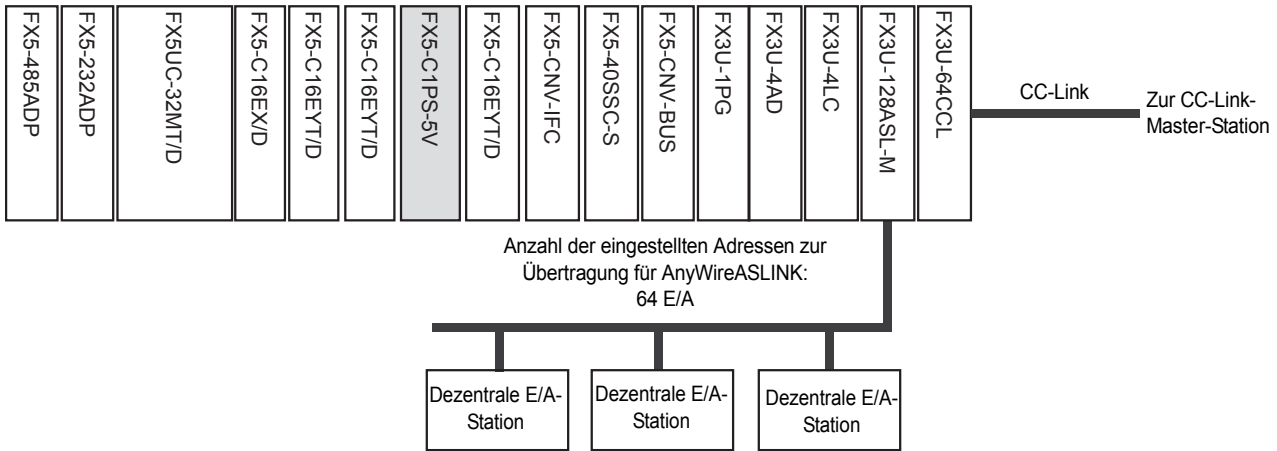 FX5-485ADP
FX5-232ADP
FX5UC-32MT/D
FX5-C16EX/D
FX5-C16EYT/D
FX5-C16EYT/D
FX5-C1PS-5V
FX5-C16EYT/D
FX5-CNV-IFC
FX5-40SSC-S
FX5-CNV-BUS
FX3U-1PG
FX3U-4AD
FX3U-4LC
FX3U-128ASL-M
FX3U-64CCL
CC-Link
Zur CC-Link-
Master-Station
Anzahl der eingestellten Adressen zur
Übertragung für AnyWireASLINK:
64 E/A
Dezentrale E/A-
Station
Dezentrale E/A-
Station
Dezentrale E/A-
Station